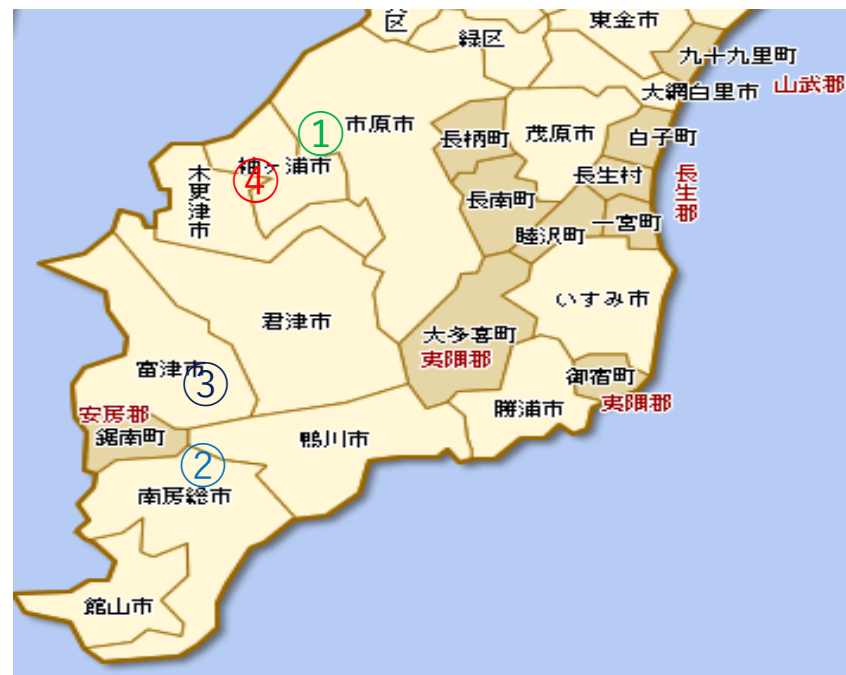 区
緑区
東金市
九十九里町
山武郡
大網白里市
①
市原市
長柄町
茂原市
白子町
袖ヶ浦市
④
木更津市
長南町
長生村
長生郡
睦沢町
一宮町
いすみ市
君津市
大多喜町
夷隅郡
富津市
③
御宿町
夷隅郡
勝浦市
安房郡
鋸南町
鴨川市
②
南房総市
館山市